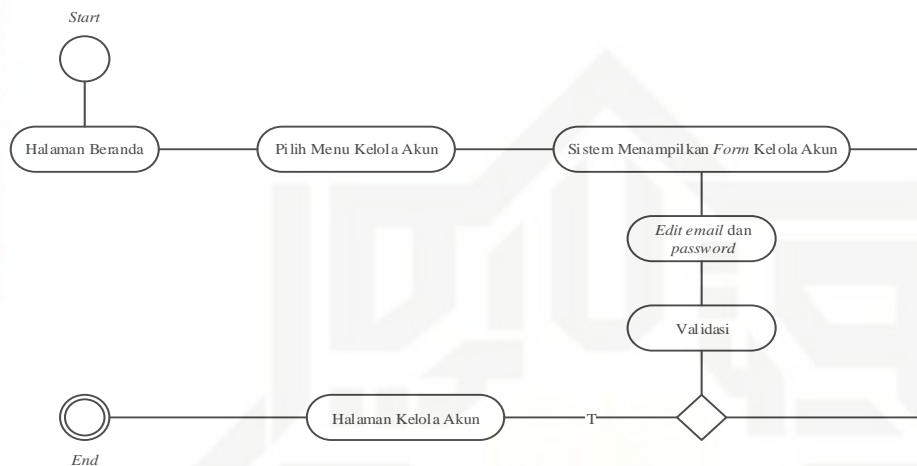 Start
Halaman Beranda
Pilih Menu Kelola Akun
Sistem Menampilkan Form Kelola Akun
Edit email dan
password
Validasi
Halaman Kelola Akun
T
End